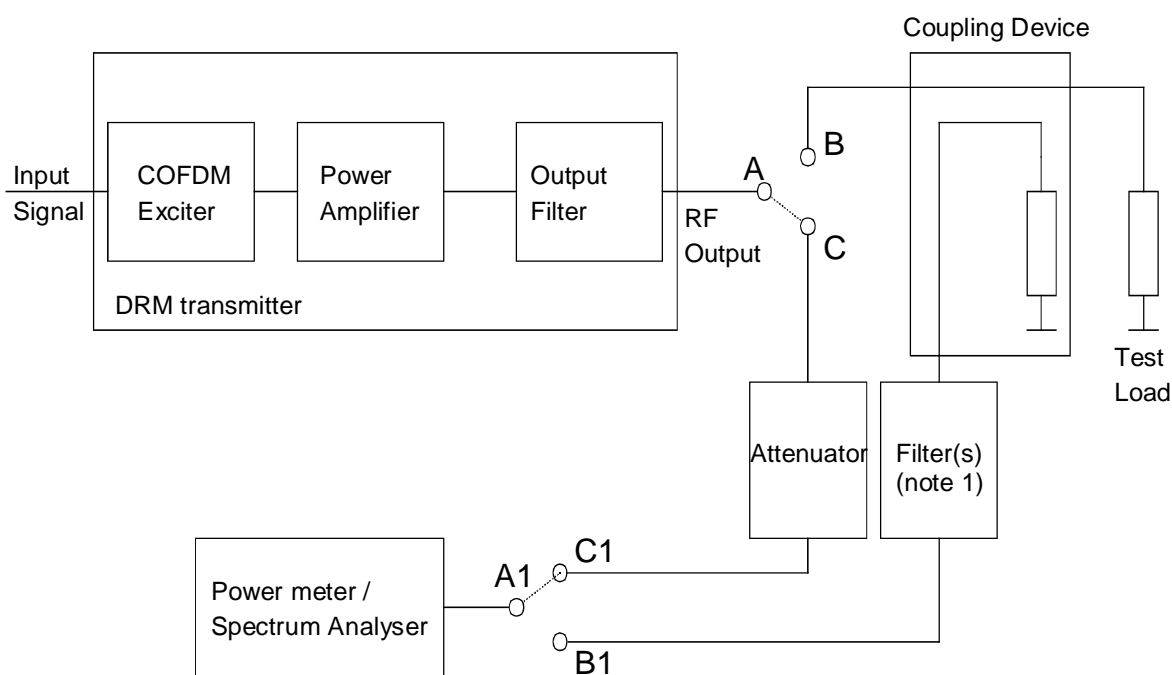 Coupling Device
Input
Signal
COFDM
Exciter
Power
Amplifier
Output
Filter
DRM transmitter
RF
Output
A
B
C
Test
Load
Attenuator
Filter(s)
(note 1)
Power meter /
Spectrum Analyser
A1
C1
B1